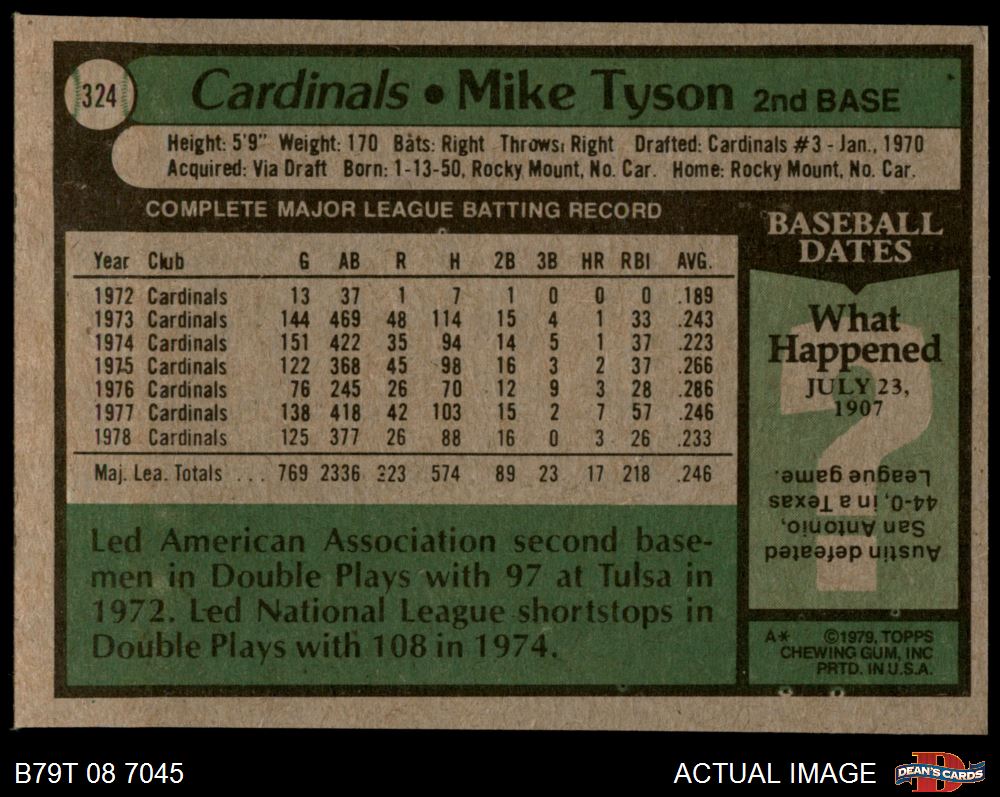 324
Cardinals • Mike Tyson 2nd BASE
Height: 5'9" Weight: 170 Bats: Right Throws: Right Drafted: Cardinals #3 - Jan., 1970
Acquired: Via Draft Born: 1-13-50, Rocky Mount, No. Car. Home: Rocky Mount, No. Car.
COMPLETE MAJOR LEAGUE BATTING RECORD
Year Club G AB R H 2B 3B HR RBI AVG.
1972 Cardinals 13 37 1 7 1 0 0 0 .189
1973 Cardinals 144 469 48 114 15 4 1 33 .243
1974 Cardinals 151 422 35 94 14 5 1 37 .223
1975 Cardinals 122 368 45 98 16 3 2 37 .266
1976 Cardinals 76 245 26 70 12 9 3 28 .286
1977 Cardinals 138 418 42 103 15 2 7 57 .246
1978 Cardinals 125 377 26 88 16 0 3 26 .233
Maj. Lea. Totals ... 769 2336 223 574 89 23 17 218 .246
Led American Association second base-
men in Double Plays with 97 at Tulsa in
1972. Led National League shortstops in
Double Plays with 108 in 1974.
BASEBALL
DATES
What
Happened
JULY 23,
1907
Austin defeated
San Antonio,
44-0, in a Texas
League game.
A* ©1979, TOPPS
CHEWING GUM, INC
PRTD. IN U.S.A.
B79T 08 7045
ACTUAL IMAGE
D
DEAN'S CARDS